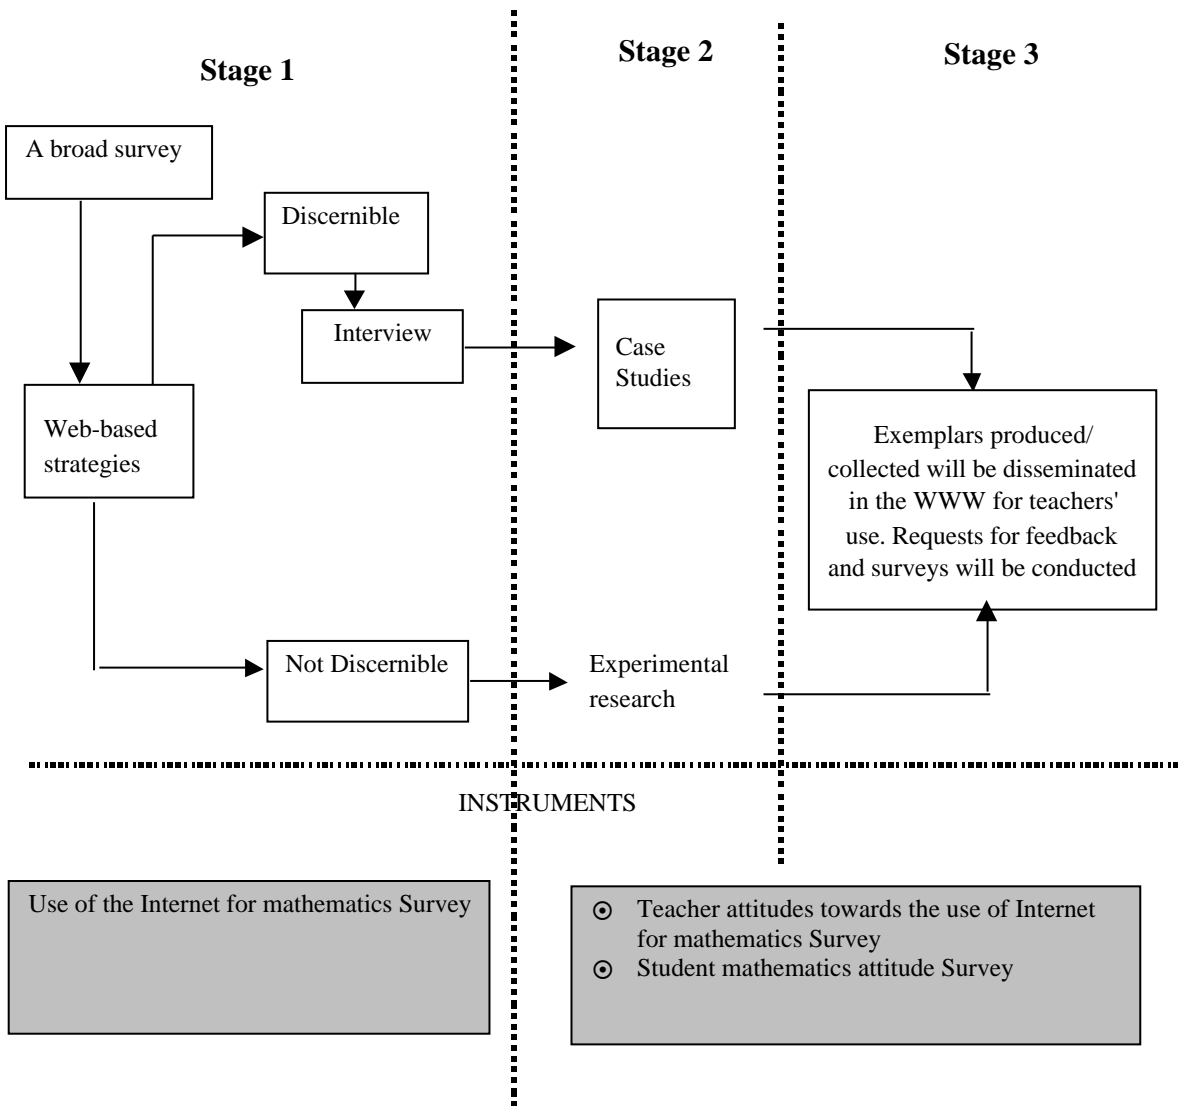 Stage 1
Stage 2
Stage 3
A broad survey
Discernible
Interview
Web-based
strategies
Not Discernible
Case
Studies
Experimental
research
Exemplars produced/
collected will be disseminated
in the WWW for teachers'
use. Requests for feedback
and surveys will be conducted
INSTRUMENTS
Use of the Internet for mathematics Survey
Teacher attitudes towards the use of Internet
for mathematics Survey
Student mathematics attitude Survey